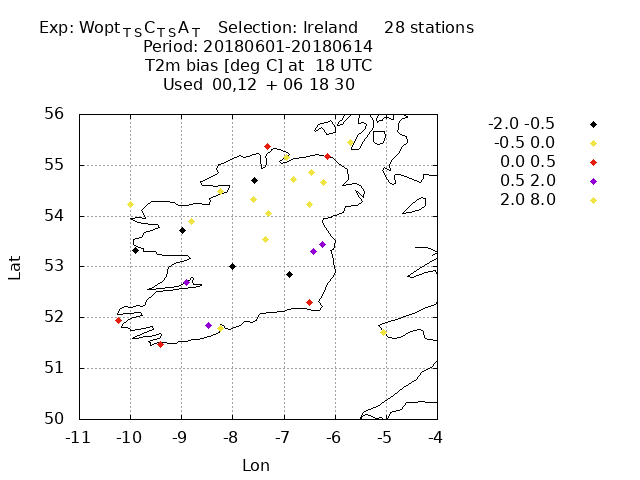 Exp: Wopt_TSC_TSA_T Selection: Ireland 28 stations
Period: 20180601-20180614
T2m bias [deg C] at 18 UTC
Used 00,12 + 06 18 30
-2.0 -0.5
-0.5 0.0
0.0 0.5
0.5 2.0
2.0 8.0
56
55
54
53
52
51
50
Lat
-11 -10 -9 -8 -7 -6 -5 -4
Lon